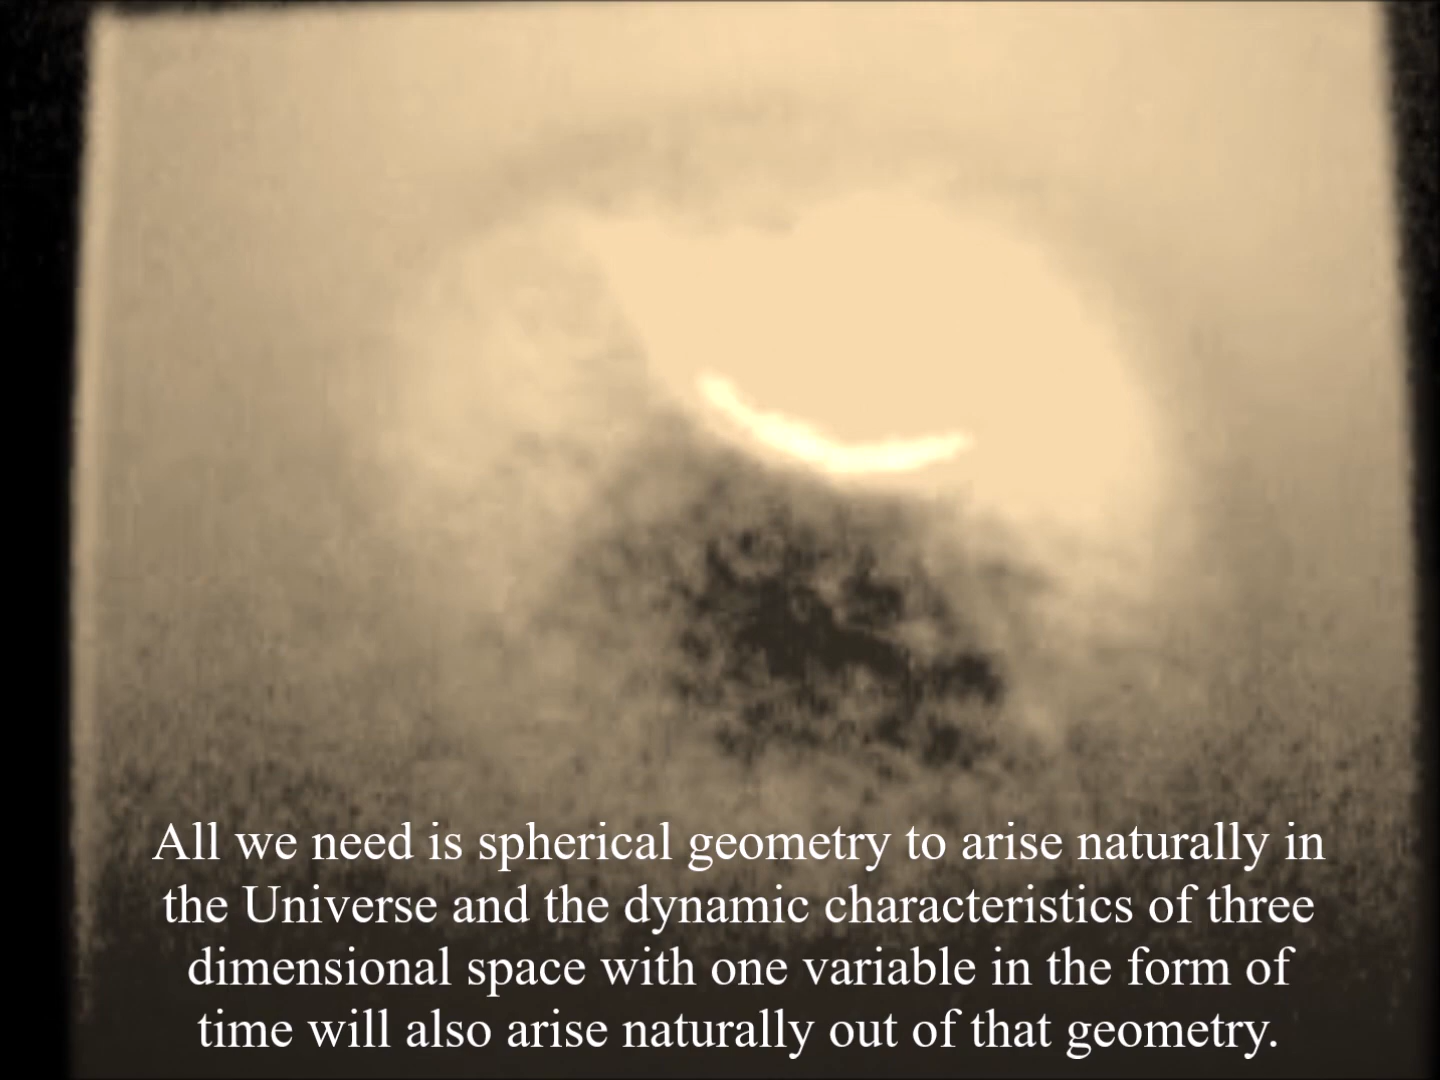 All we need is spherical geometry to arise naturally in
the Universe and the dynamic characteristics of three
dimensional space with one variable in the form of
time will also arise naturally out of that geometry.